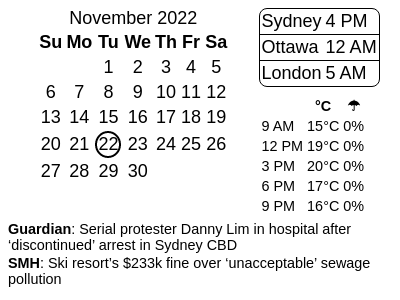 November 2022
Su Mo Tu We Th Fr Sa
1 2 3 4 5
6 7 8 9 10 11 12
13 14 15 16 17 18 19
20 21 22 23 24 25 26
27 28 29 30
Sydney 4 PM
Ottawa 12 AM
London 5 AM
°C ☂
9 AM 15°C 0%
12 PM 19°C 0%
3 PM 20°C 0%
6 PM 17°C 0%
9 PM 16°C 0%
Guardian: Serial protester Danny Lim in hospital after
‘discontinued’ arrest in Sydney CBD
SMH: Ski resort’s $233k fine over ‘unacceptable’ sewage
pollution